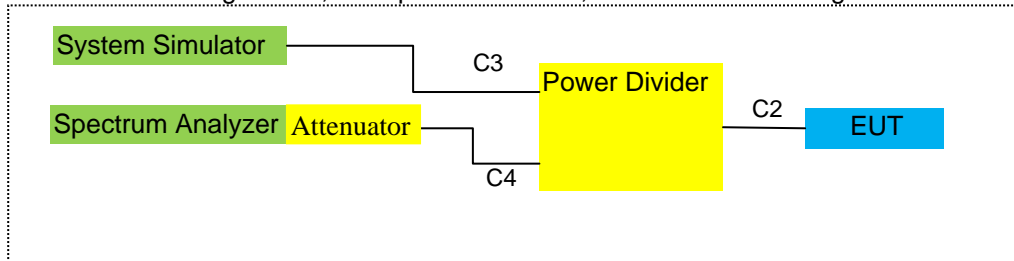 System Simulator
C3
Power Divider
Spectrum Analyzer Attenuator
C2
EUT
C4